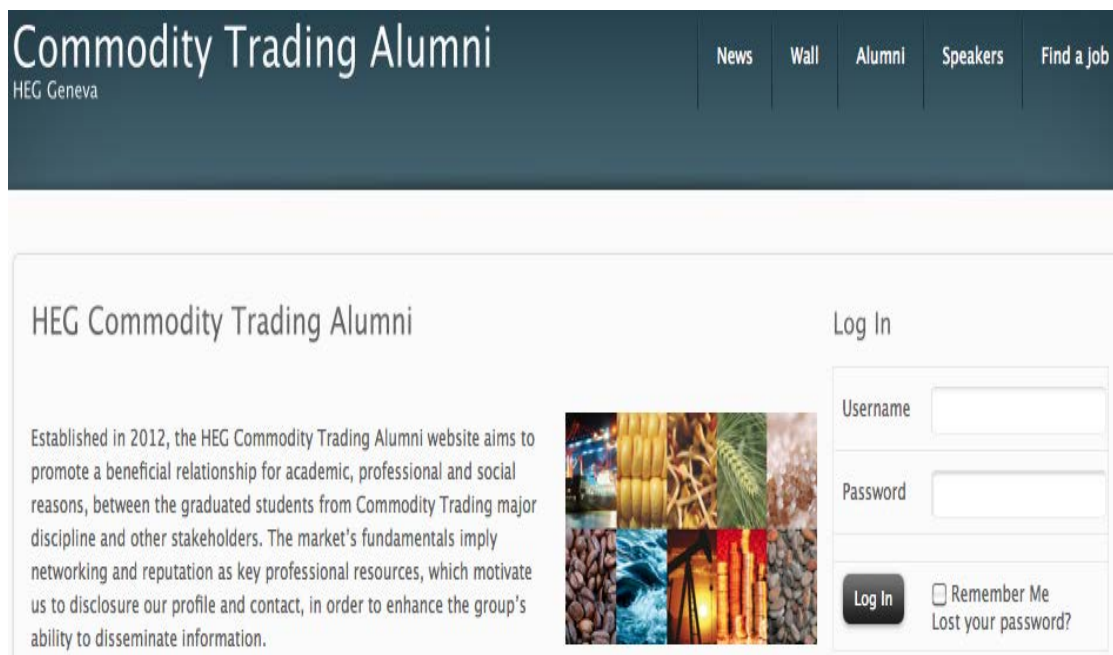 Commodity Trading Alumni
HEG Geneva
News Wall Alumni Speakers Find a job
HEG Commodity Trading Alumni
Established in 2012, the HEG Commodity Trading Alumni website aims to
promote a beneficial relationship for academic, professional and social
reasons, between the graduated students from Commodity Trading major
discipline and other stakeholders. The market's fundamentals imply
networking and reputation as key professional resources, which motivate
us to disclosure our profile and contact, in order to enhance the group's
ability to disseminate information.
Log In
Username
Password
Log In
Remember Me
Lost your password?